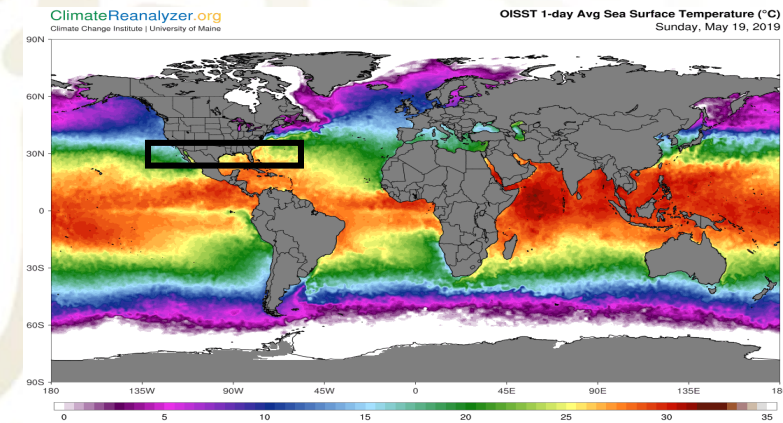 ClimateReanalyzer.org
Climate Change Institute | University of Maine
OISST 1-day Avg Sea Surface Temperature (°C)
Sunday, May 19, 2019
90N
60N
30N
0
30S
60S
90S
180 135W 90W 45W 0 45E 90E 135E 18
0 5 10 15 20 25 30 35